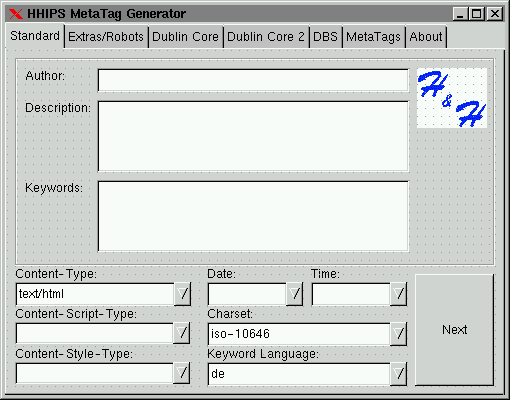 HHIPS MetaTag Generator
Standard Extras/Robots Dublin Core Dublin Core 2 DBS MetaTags About
Author:
H & H
Description:
Keywords:
Content-Type: Date: Time:
text/html
Content-Script-Type: Charset:
iso-10646
Content-Style-Type: Keyword Language:
de
Next